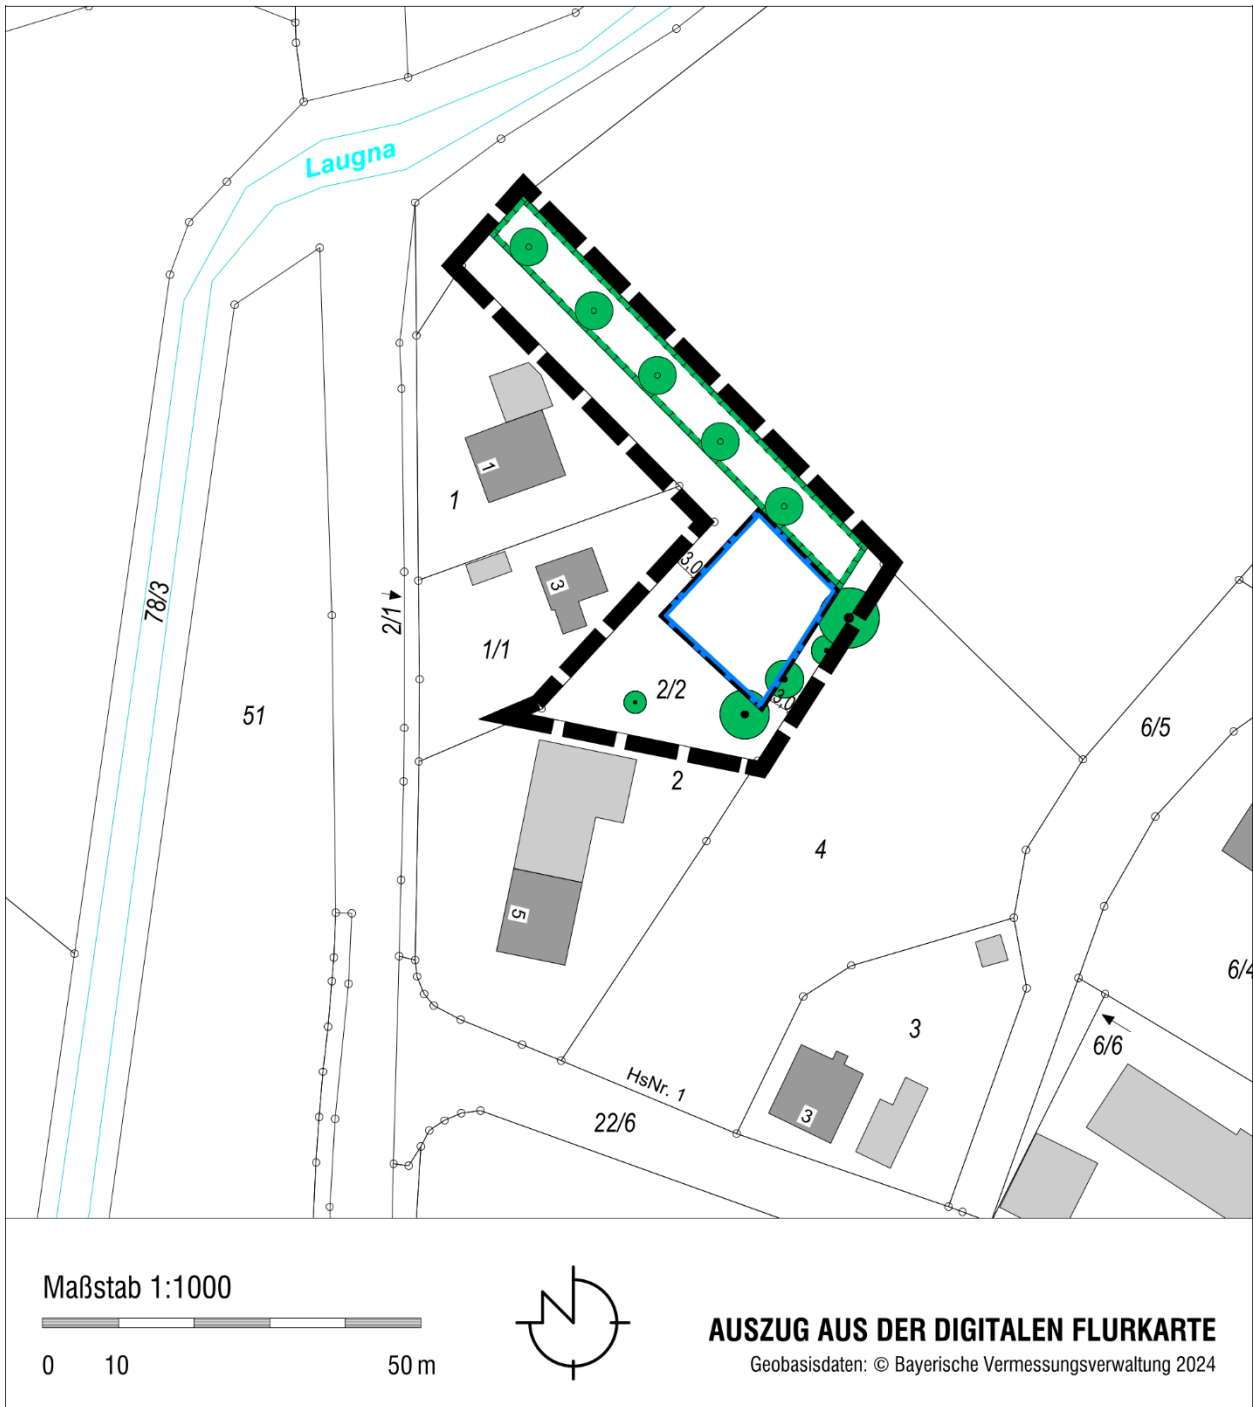 Laugna
1
1
3,0
3
78/3
2/1
1/1
2/2
3,0
51
6/5
2
4
5
6/4
3
6/6
HsNr. 1
3
22/6
Maßstab 1:1000
0 10 50 m
N
AUSZUG AUS DER DIGITALEN FLURKARTE
Geobasisdaten: © Bayerische Vermessungsverwaltung 2024